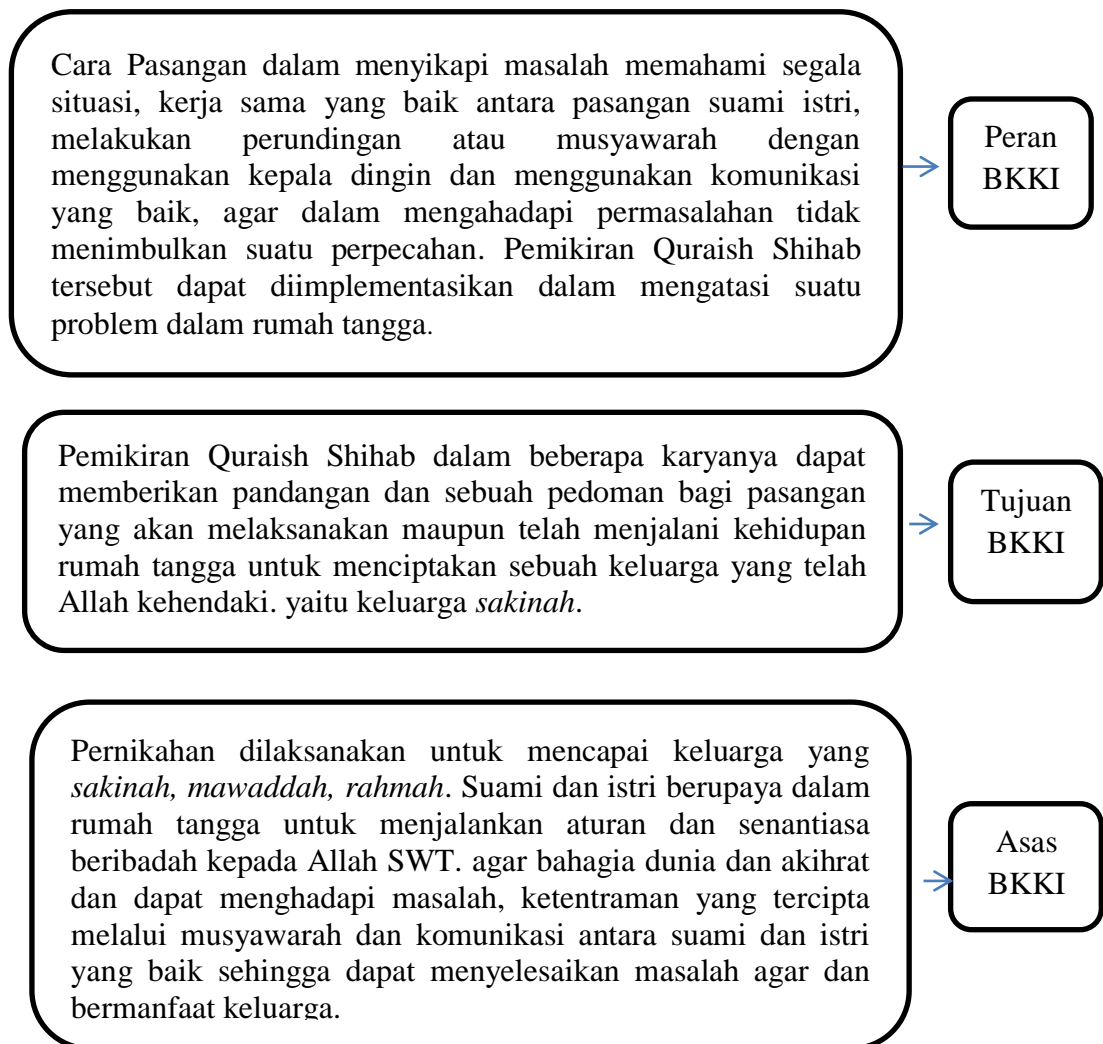 Cara Pasangan dalam menyikapi masalah memahami segala
situasi, kerja sama yang baik antara pasangan suami istri,
melakukan perundingan atau musyawarah dengan
menggunakan kepala dingin dan menggunakan komunikasi
yang baik, agar dalam mengahadapi permasalahan tidak
menimbulkan suatu perpecahan. Pemikiran Quraish Shihab
tersebut dapat diimplementasikan dalam mengatasi suatu
problem dalam rumah tangga.
Peran
BKKI
Pemikiran Quraish Shihab dalam beberapa karyanya dapat
memberikan pandangan dan sebuah pedoman bagi pasangan
yang akan melaksanakan maupun telah menjalani kehidupan
rumah tangga untuk menciptakan sebuah keluarga yang telah
Allah kehendaki. yaitu keluarga sakinah.
Tujuan
BKKI
Pernikahan dilaksanakan untuk mencapai keluarga yang
sakinah, mawaddah, rahmah. Suami dan istri berupaya dalam
rumah tangga untuk menjalankan aturan dan senantiasa
beribadah kepada Allah SWT. agar bahagia dunia dan akihrat
dan dapat menghadapi masalah, ketentraman yang tercipta
melalui musyawarah dan komunikasi antara suami dan istri
yang baik sehingga dapat menyelesaikan masalah agar dan
bermanfaat keluarga.
Asas
BKKI